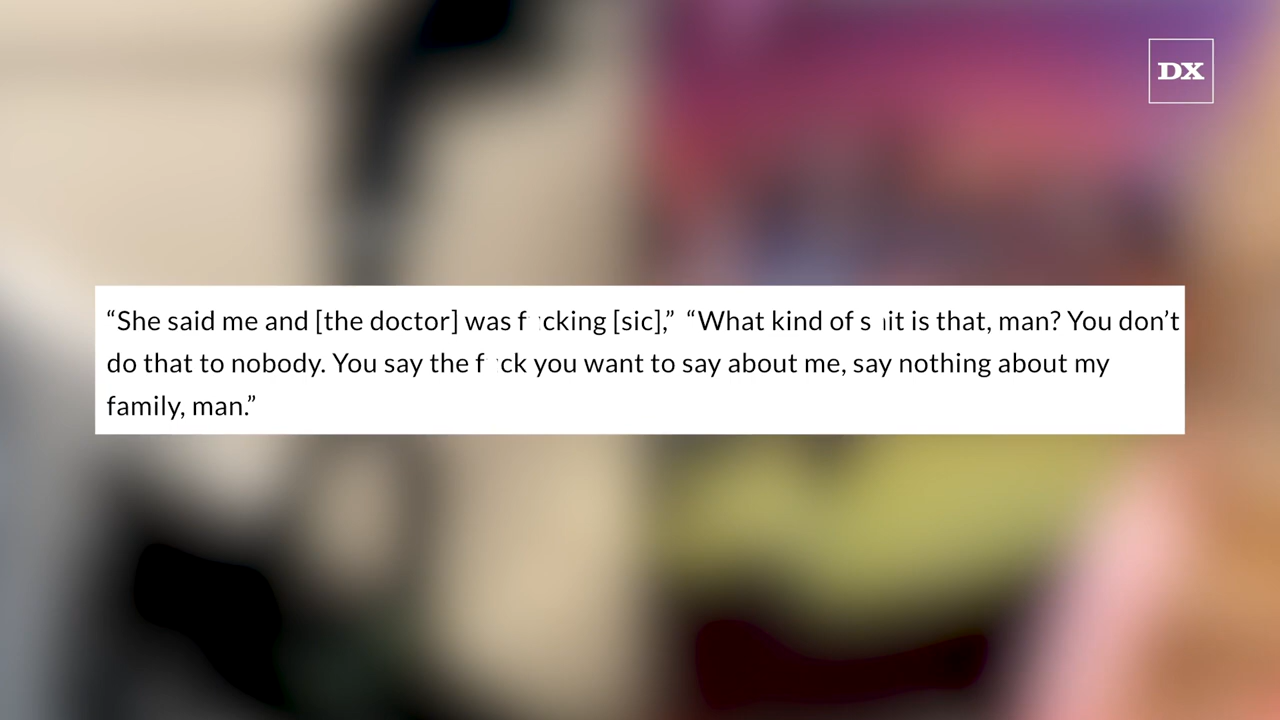 DX
“She said me and [the doctor] was f cking [sic],” “What kind of s it is that, man? You don’t
do that to nobody. You say the f ck you want to say about me, say nothing about my
family, man.”